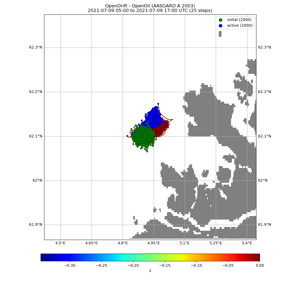 OpenDrift - OpenOil (AASGARD A 2003)
2021-07-09 05:00 to 2021-07-09 17:00 UTC (25 steps)
initial (2000)
active (2000)
62.3°N
62.3°N
62.2°N
62.2°N
62.1°N
62.1°N
62°N
62°N
61.9°N
61.9°N
4.5°E 4.65°E 4.8°E 4.95°E 5.1°E 5.25°E 5.4°E
−0.30 −0.25 −0.20 −0.15 −0.10 −0.05 0.00
z